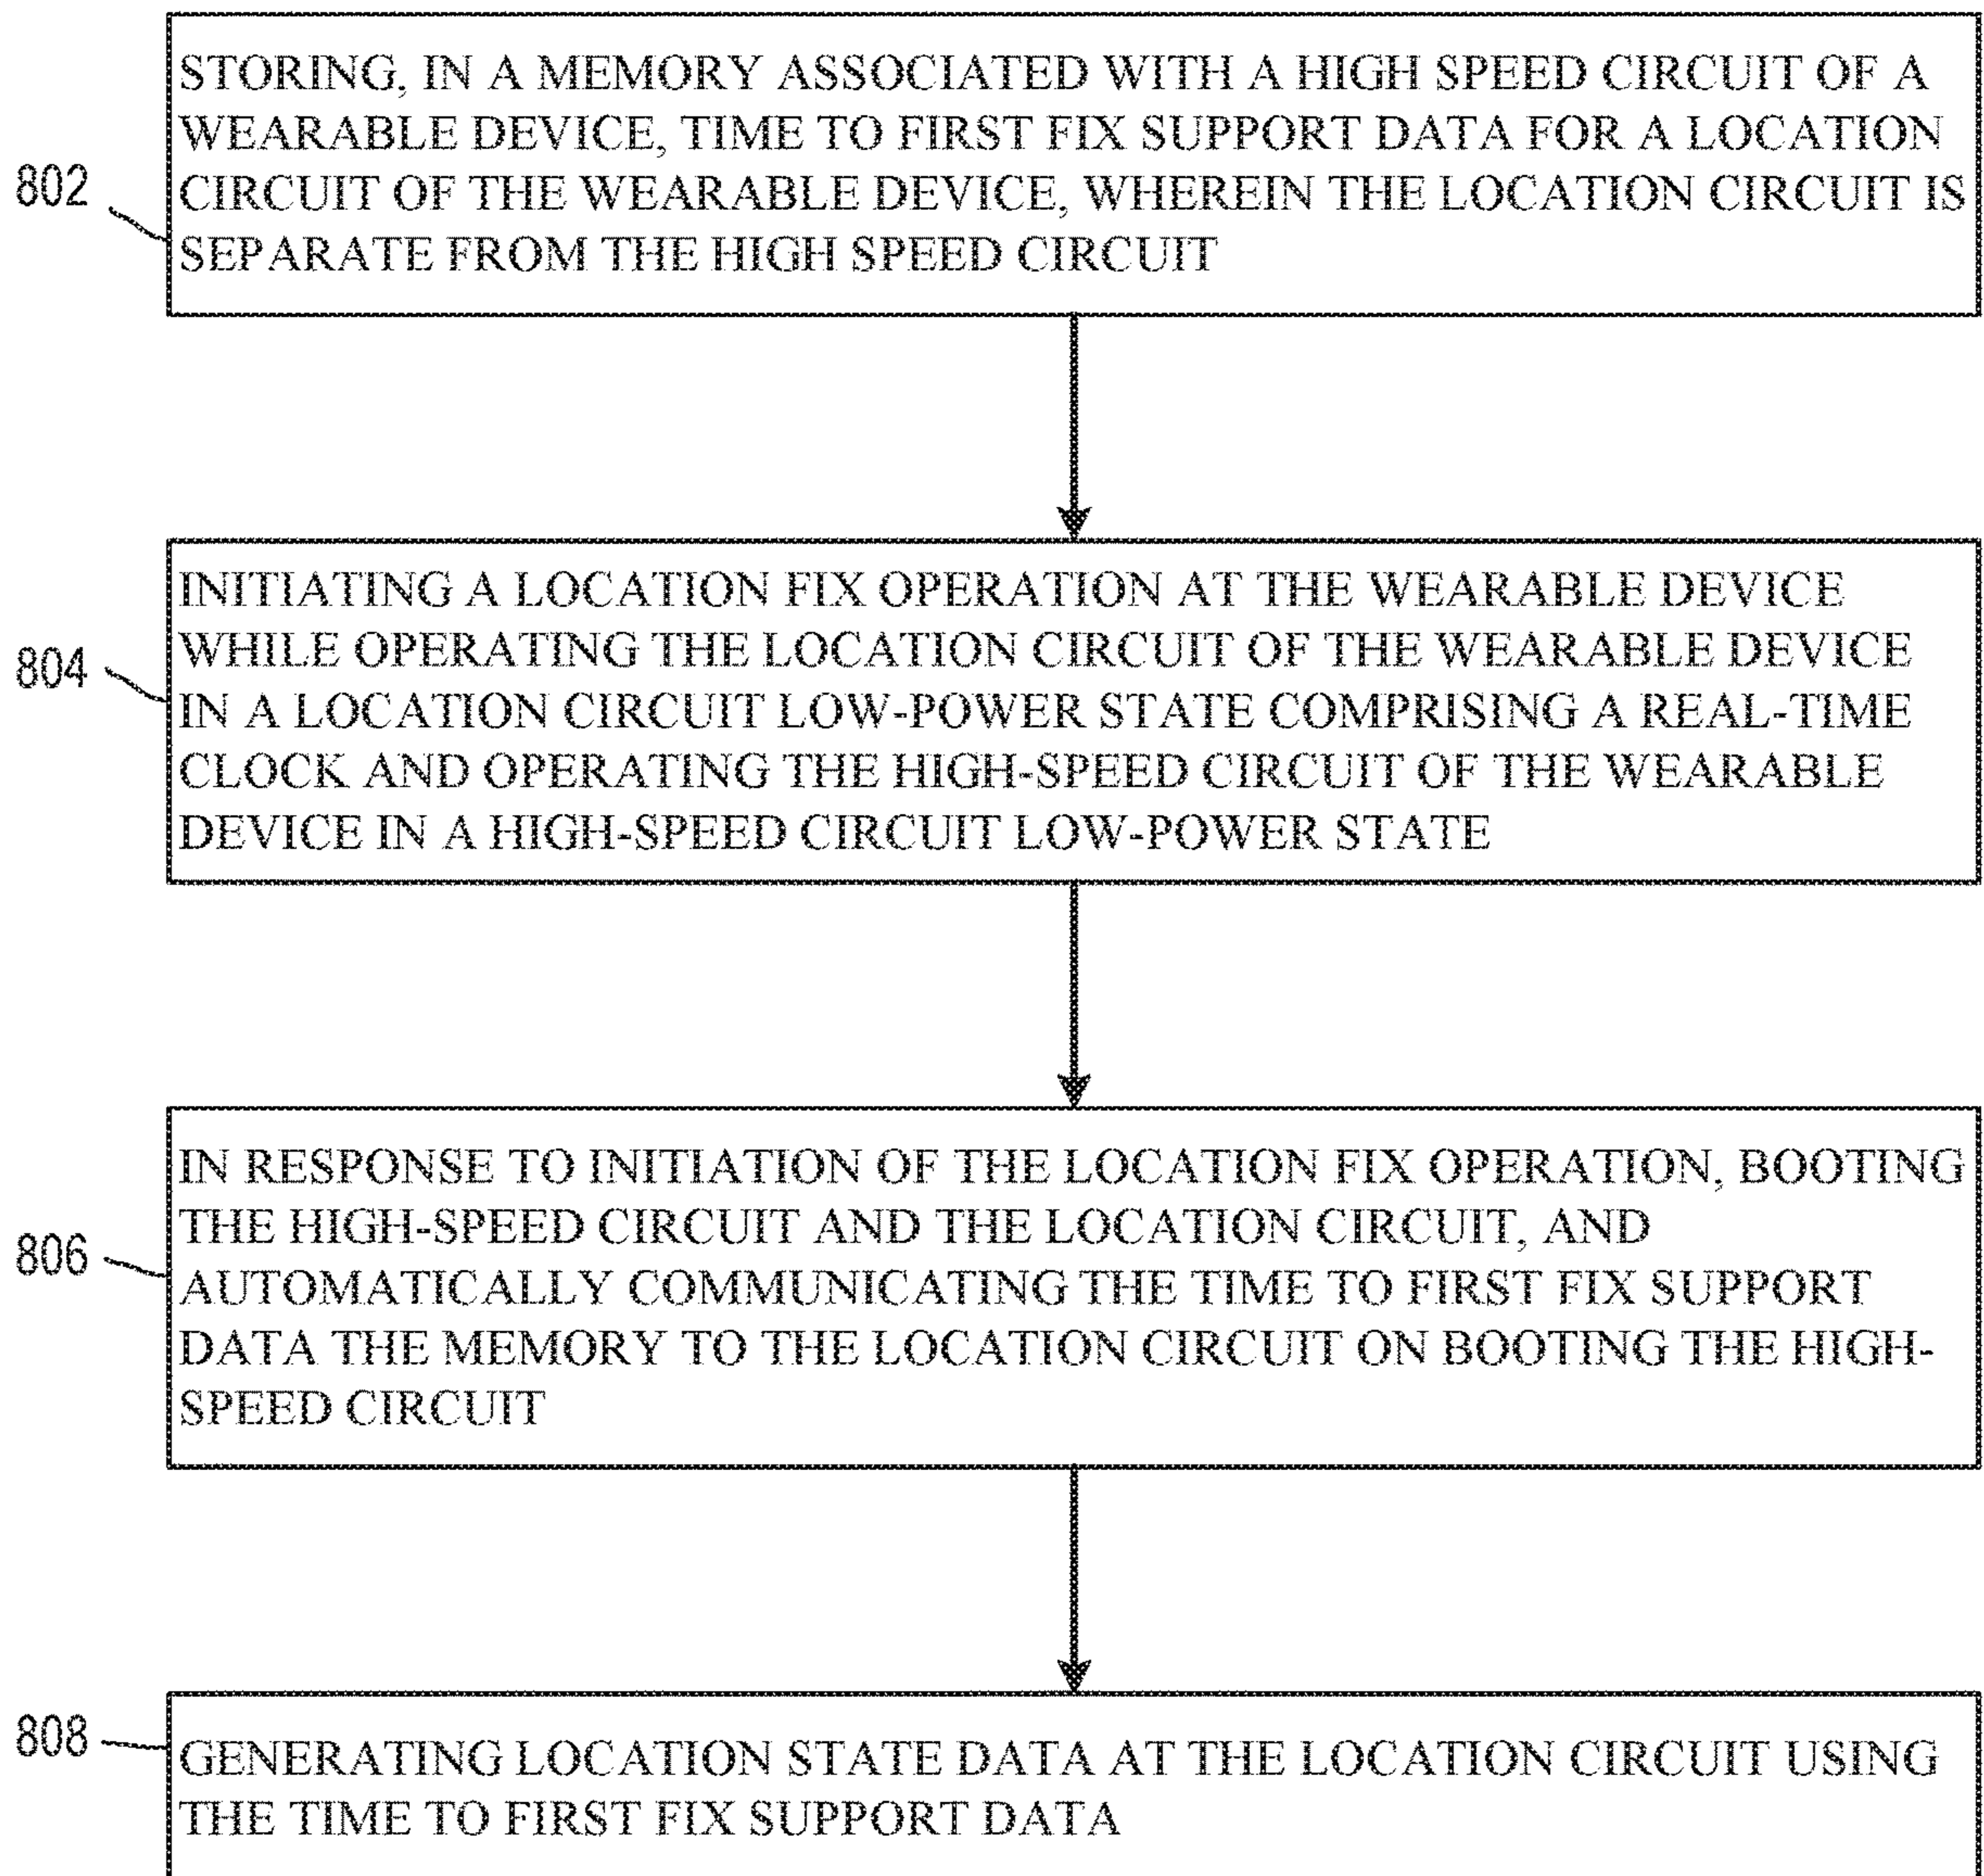 STORING, IN A MEMORY ASSOCIATED WITH A HIGH SPEED CIRCUIT OF A
WEARABLE DEVICE, TIME TO FIRST FIX SUPPORT DATA FOR A LOCATION
802
CIRCUIT OF THE WEARABLE DEVICE, WHEREIN THE LOCATION CIRCUIT IS
SEPARATE FROM THE HIGH SPEED CIRCUIT
INITIATING A LOCATION FIX OPERATION AT THE WEARABLE DEVICE
WHILE OPERATING THE LOCATION CIRCUIT OF THE WEARABLE DEVICE
804
IN A LOCATION CIRCUIT LOW-POWER STATE COMPRISING A REAL-TIME
CLOCK AND OPERATING THE HIGH-SPEED CIRCUIT OF THE WEARABLE
DEVICE IN A HIGH-SPEED CIRCUIT LOW-POWER STATE
IN RESPONSE TO INITIATION OF THE LOCATION FIX OPERATION, BOOTING
THE HIGH-SPEED CIRCUIT AND THE LOCATION CIRCUIT, AND
806
AUTOMATICALLY COMMUNICATING THE TIME TO FIRST FIX SUPPORT
DATA THE MEMORY TO THE LOCATION CIRCUIT ON BOOTING THE HIGH-
SPEED CIRCUIT
808
GENERATING LOCATION STATE DATA AT THE LOCATION CIRCUIT USING
THE TIME TO FIRST FIX SUPPORT DATA